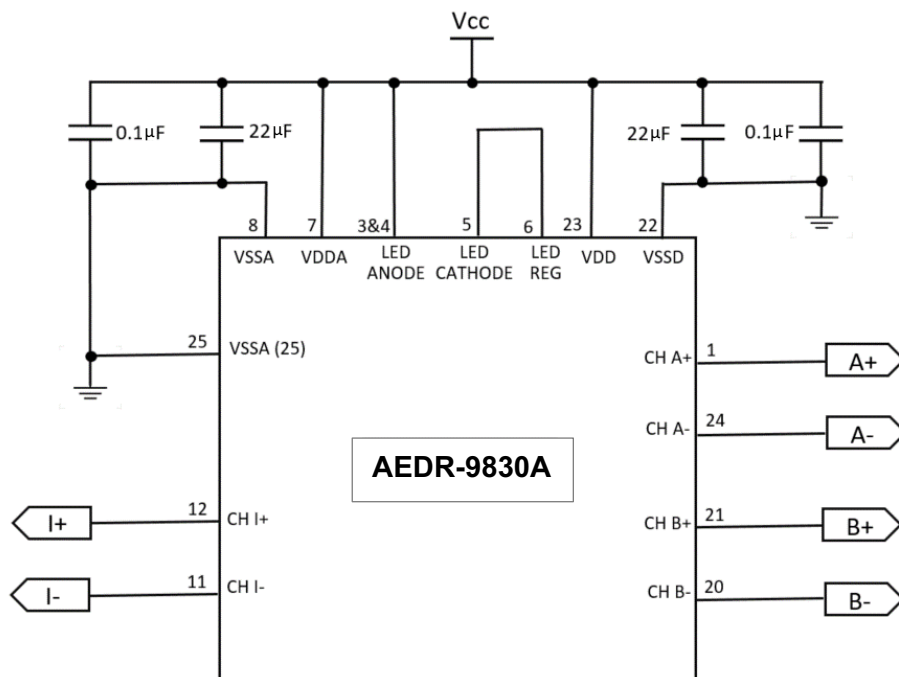 Vcc
0.1µF
22µF
22µF
0.1µF
8
7
3&4
5
6
23
22
VSSA
VDDA
LED
ANODE
LED
CATHODE
LED
REG
VDD
VSSD
25
VSSA (25)
CH A+
1
A+
CH A-
24
A-
AEDR-9830A
I+
12
CH I+
CH B+
21
B+
I-
11
CH I-
CH B-
20
B-